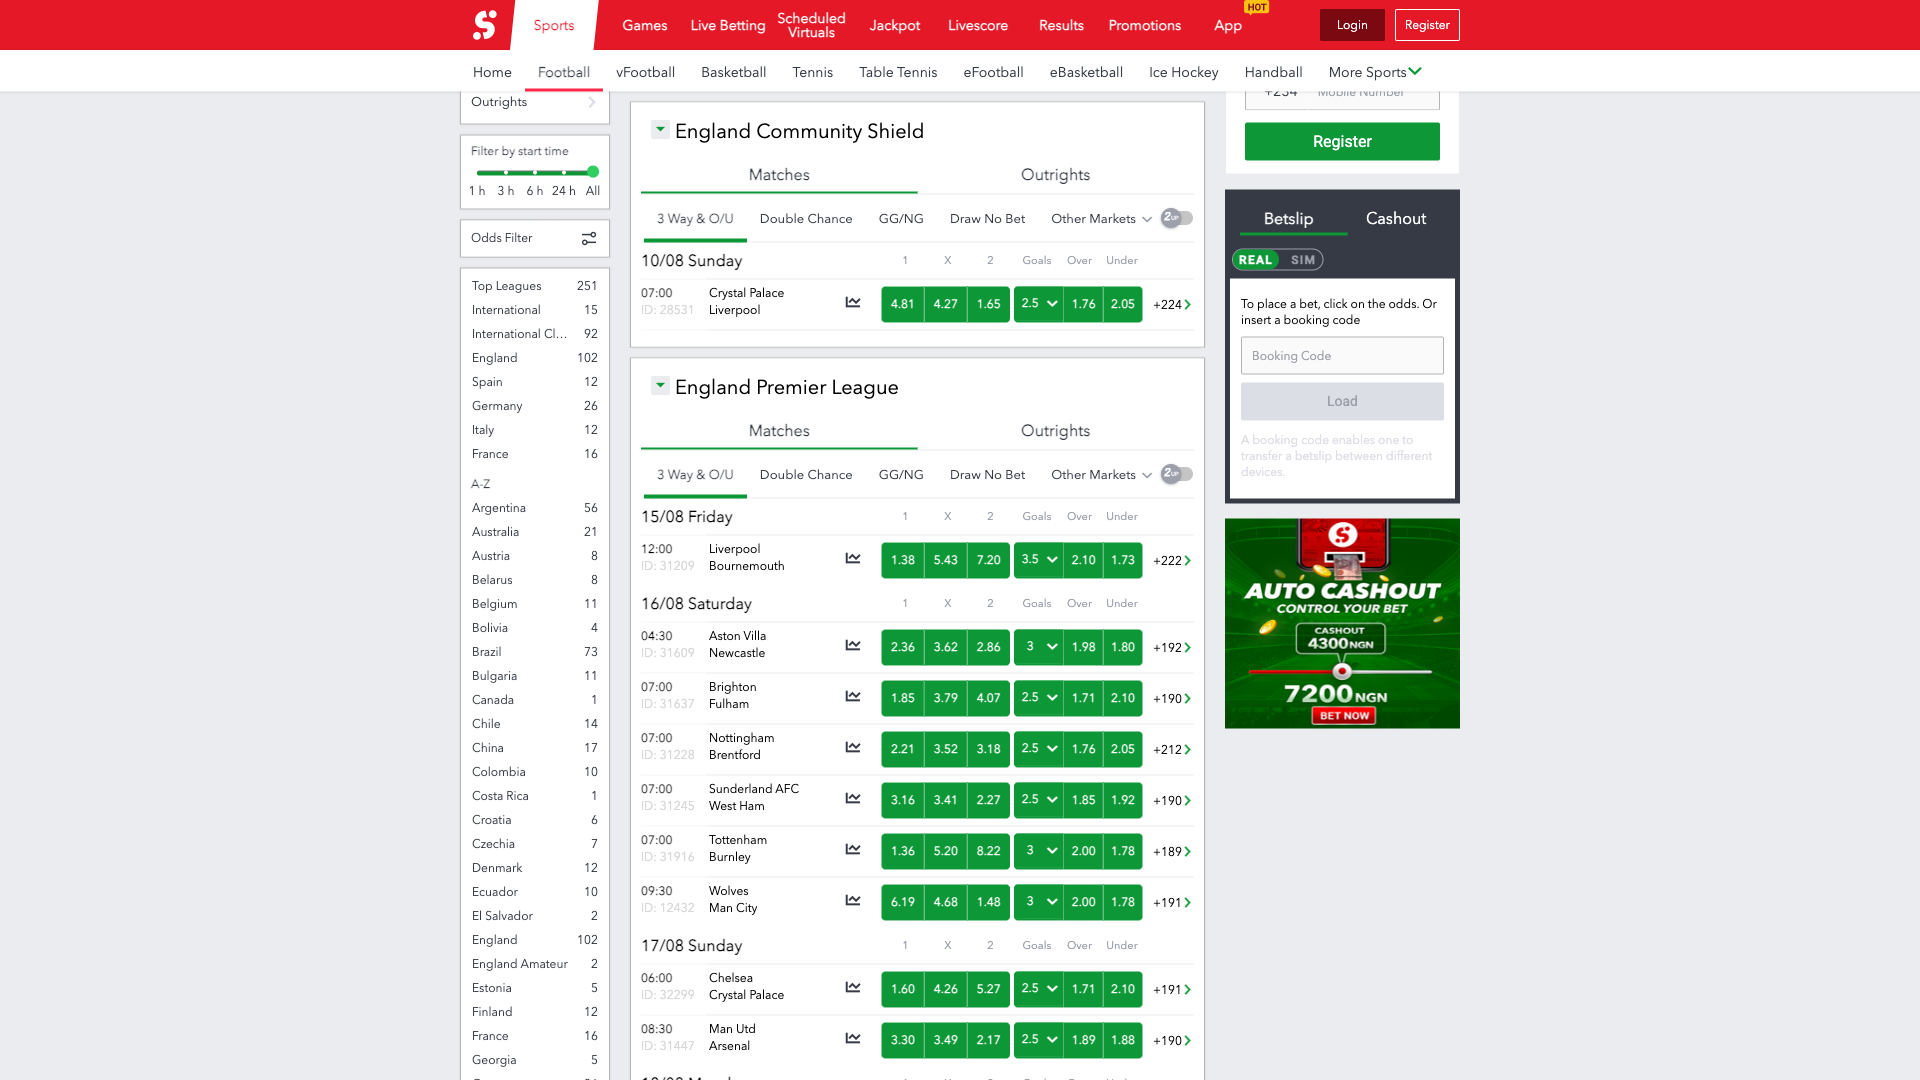 Sports
Games
Live Betting
Scheduled
Virtuals
Jackpot
Livescore
Results
Promotions
App
HOT
Login
Register
Home
Football
vFootball
Basketball
Tennis
Table Tennis
eFootball
eBasketball
Ice Hockey
Handball
More Sports
Outrights
Filter by start time
1 h 3 h 6 h 24 h All
Odds Filter
Top Leagues 251
International 15
International Cl... 92
England 102
Spain 12
Germany 26
Italy 12
France 16
A-Z
Argentina 56
Australia 21
Austria 8
Belarus 8
Belgium 11
Bolivia 4
Brazil 73
Bulgaria 11
Canada 1
Chile 14
China 17
Colombia 10
Costa Rica 1
Croatia 6
Czechia 7
Denmark 12
Ecuador 10
El Salvador 2
England 102
England Amateur 2
Estonia 5
Finland 12
France 16
Georgia 5
England Community Shield
Matches Outrights
3 Way & O/U Double Chance GG/NG Draw No Bet Other Markets 2UP
10/08 Sunday 1 X 2 Goals Over Under
07:00 Crystal Palace
ID: 28531 Liverpool
4.81 4.27 1.65 2.5 1.76 2.05 +224
England Premier League
Matches Outrights
3 Way & O/U Double Chance GG/NG Draw No Bet Other Markets 2UP
15/08 Friday 1 X 2 Goals Over Under
12:00 Liverpool
ID: 31209 Bournemouth
1.38 5.43 7.20 3.5 2.10 1.73 +222
16/08 Saturday 1 X 2 Goals Over Under
04:30 Aston Villa
ID: 31609 Newcastle
2.36 3.62 2.86 3 1.98 1.80 +192
07:00 Brighton
ID: 31637 Fulham
1.85 3.79 4.07 2.5 1.71 2.10 +190
07:00 Nottingham
ID: 31228 Brentford
2.21 3.52 3.18 2.5 1.76 2.05 +212
07:00 Sunderland AFC
ID: 31245 West Ham
3.16 3.41 2.27 2.5 1.85 1.92 +190
07:00 Tottenham
ID: 31916 Burnley
1.36 5.20 8.22 3 2.00 1.78 +189
09:30 Wolves
ID: 12432 Man City
6.19 4.68 1.48 3 2.00 1.78 +191
17/08 Sunday 1 X 2 Goals Over Under
06:00 Chelsea
ID: 32299 Crystal Palace
1.60 4.26 5.27 2.5 1.71 2.10 +191
08:30 Man Utd
ID: 31447 Arsenal
3.30 3.49 2.17 2.5 1.89 1.88 +190
+234 Mobile Number
Register
Betslip Cashout
REAL SIM
To place a bet, click on the odds. Or
insert a booking code
Booking Code
Load
A booking code enables one to
transfer a betslip between different
devices.
AUTO CASHOUT
CONTROL YOUR BET
CASHOUT
4300NGN
7200NGN
BET NOW